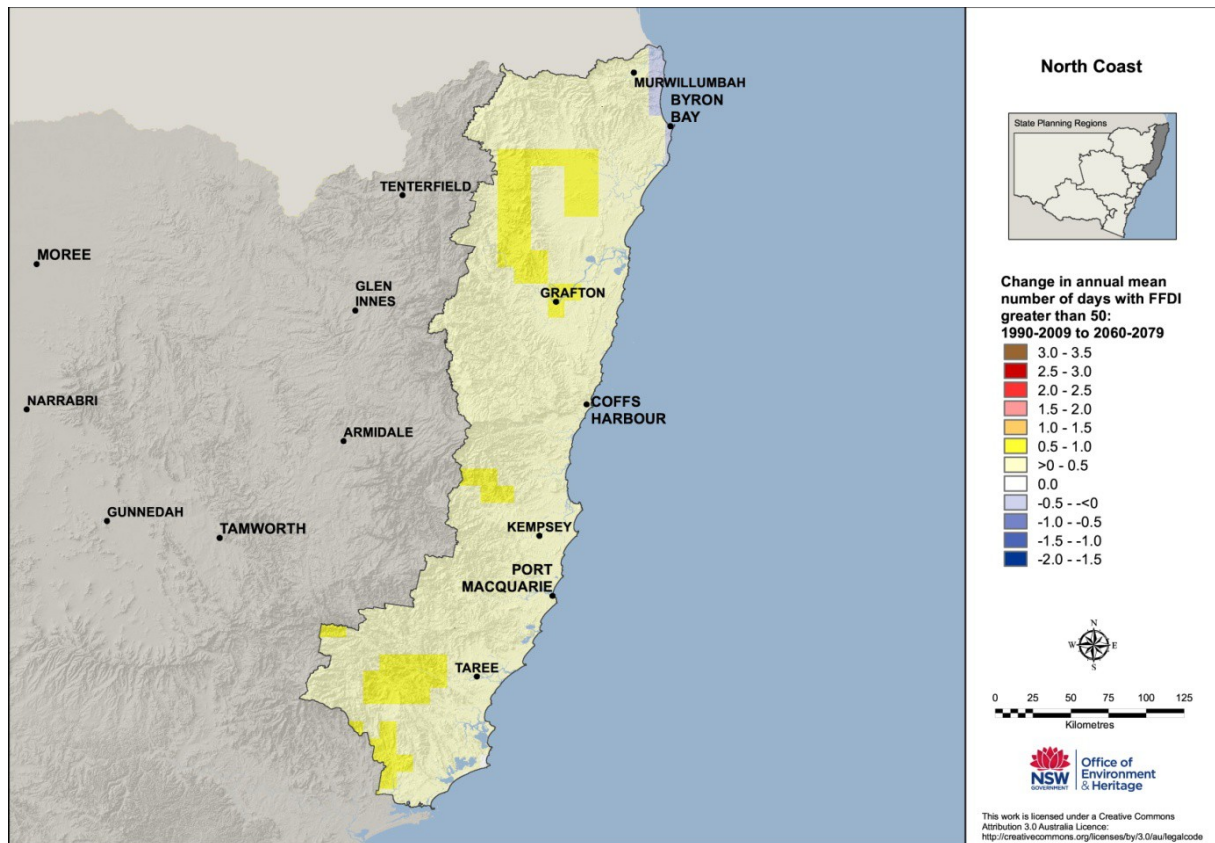 MURWILLUMBAH
BYRON
BAY
TENTERFIELD
MOREE
GLEN
INNES
GRAFTON
NARRABRI
COFFS
HARBOUR
ARMIDALE
GUNNEDAH
TAMWORTH
KEMPSEY
PORT
MACQUARIE
TAREE
North Coast
State Planning Regions
Change in annual mean
number of days with FFDI
greater than 50:
1990-2009 to 2060-2079
3.0 - 3.5
2.5 - 3.0
2.0 - 2.5
1.5 - 2.0
1.0 - 1.5
0.5 - 1.0
>0 - 0.5
0.0
-0.5 - -<0
-1.0 - -0.5
-1.5 - -1.0
-2.0 - -1.5
N
W E
S
0 25 50 75 100 125
Kilometres
NSW
GOVERNMENT
Office of
Environment
& Heritage
This work is licensed under a Creative Commons
Attribution 3.0 Australia Licence:
http://creativecommons.org/licenses/by/3.0/au/legalcode